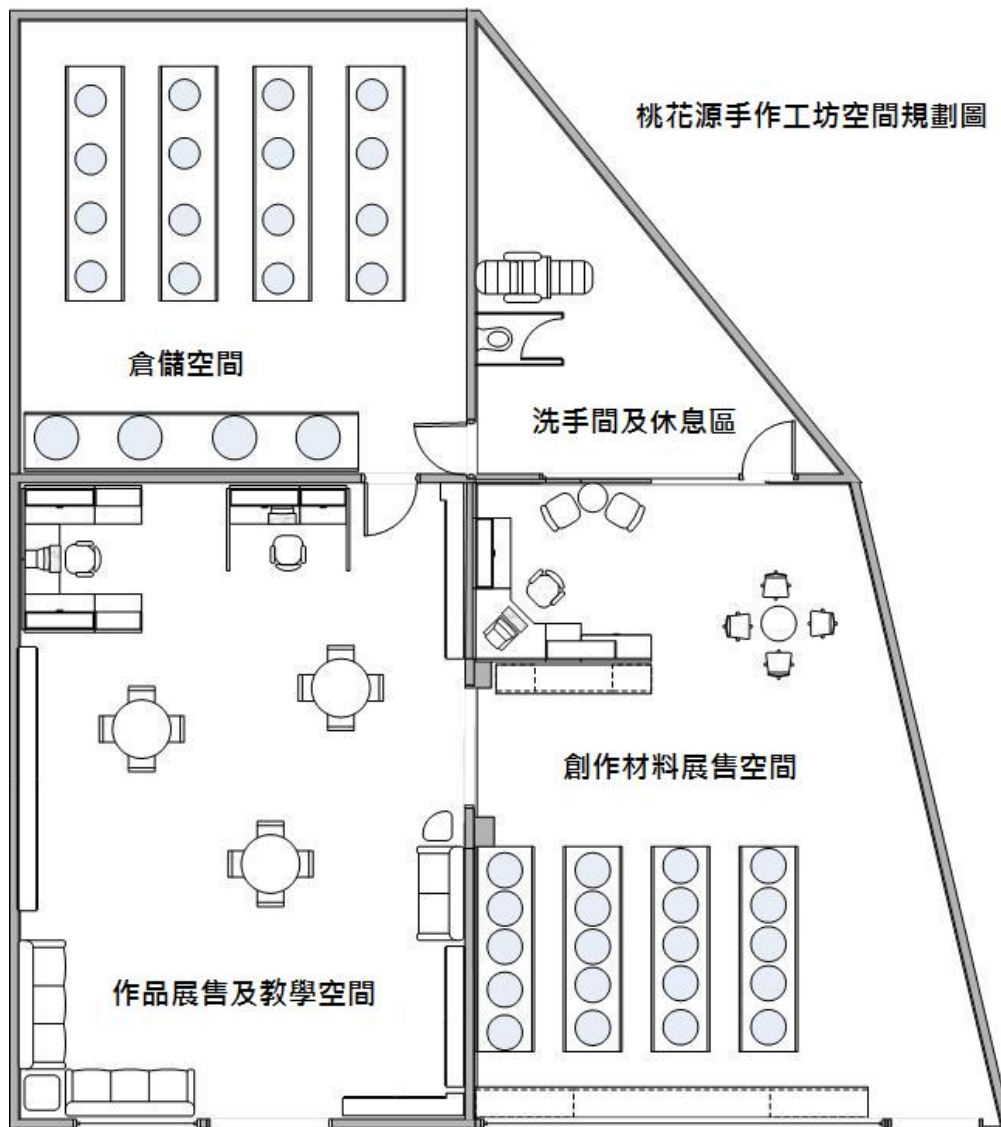 桃花源手作工坊空間規劃圖
倉儲空間
洗手間及休息區
創作材料展售空間
作品展售及教學空間